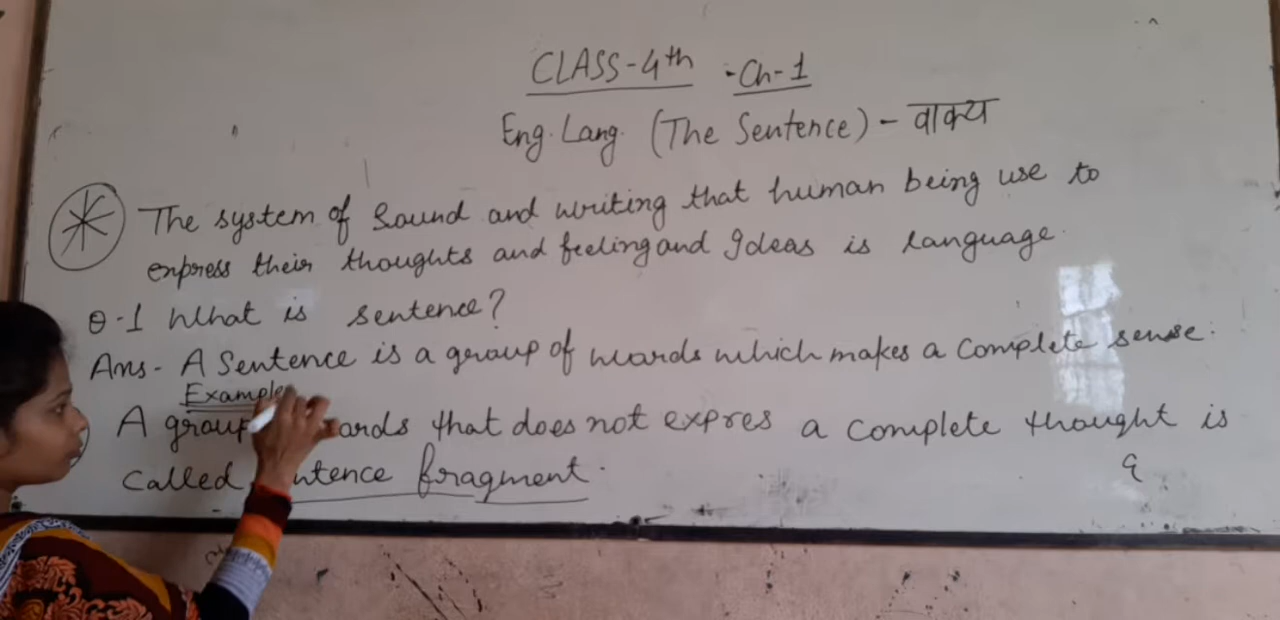 CLASS-4th - Ch-1
Eng. Lang. (The Sentence) - वाक्य
The system of Sound and writing that human being use to
express their thoughts and feeling and Ideas is language.
Q.1 What is sentence?
Ans - A Sentence is a group of words which makes a Complete sense.
Example
A group words that does not expres a complete thought is
Called fragment.